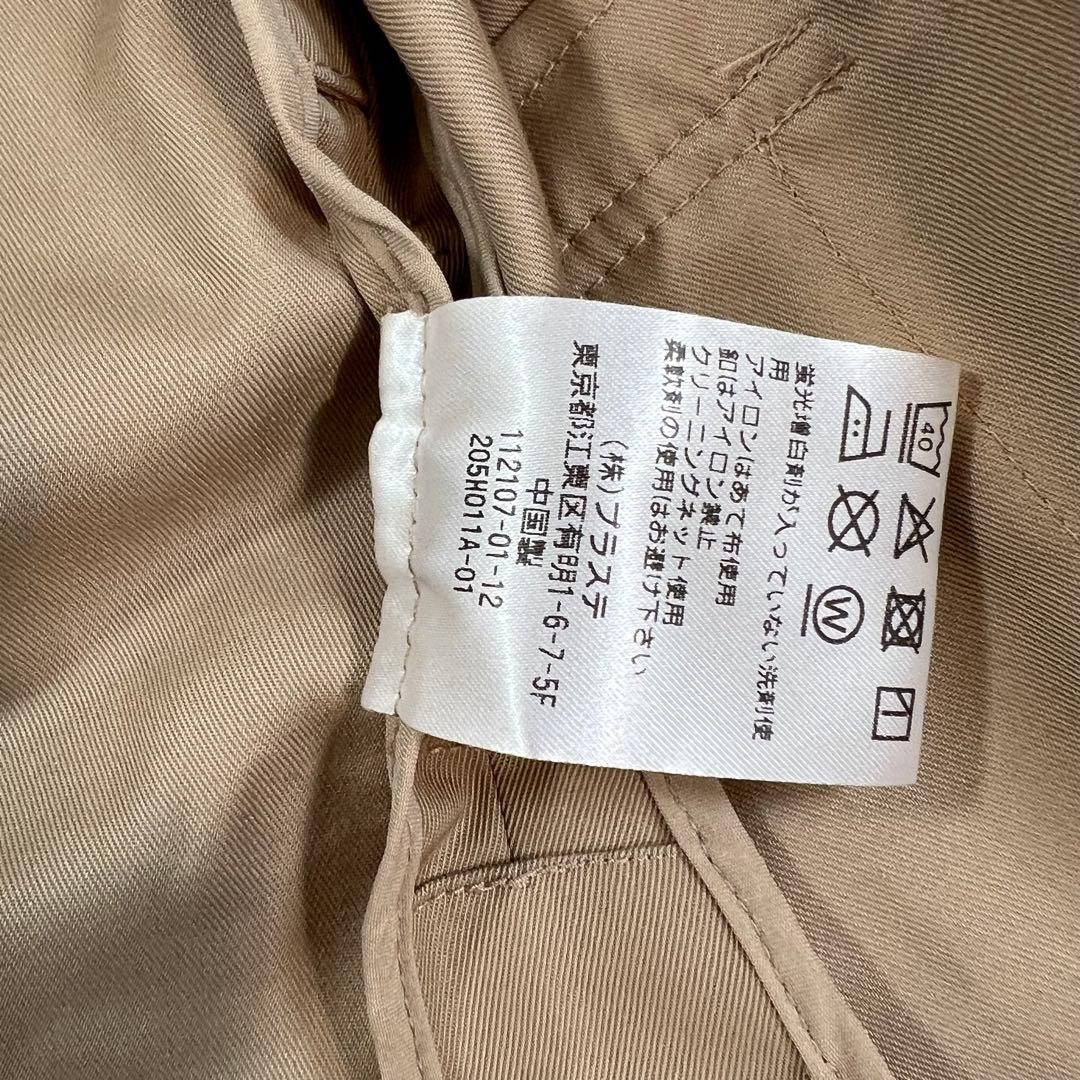 40
W
蛍光増白剤が入っていない洗剤使
用
アイロンはあて布使用
釦はアイロン禁止
クリーニングネット使用
柔軟剤の使用はお避け下さい
(株)プラステ
東京都江東区有明1-6-7-5F
中国製
112107-01-12
205H011A-01